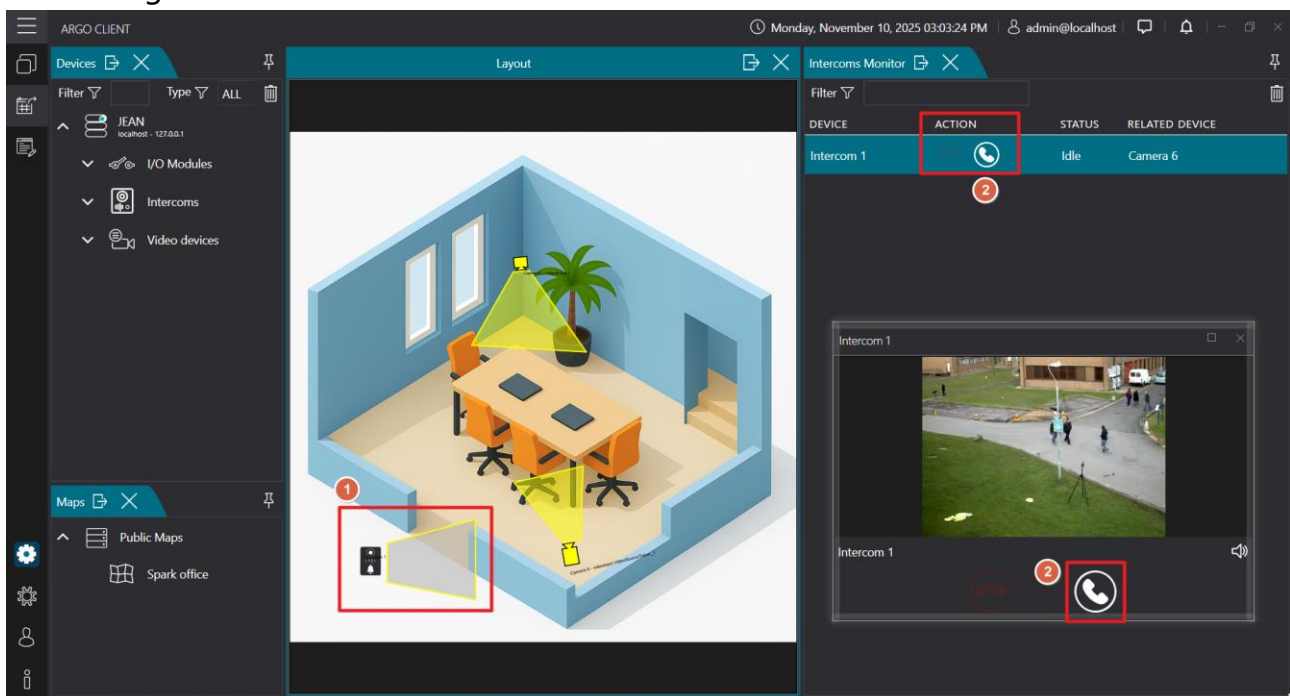 ARGO CLIENT
Monday, November 10, 2025 03:03:24 PM
admin@localhost
Devices
Filter
Type
ALL
JEAN
localhost - 127.0.0.1
I/O Modules
Intercoms
Video devices
Maps
Public Maps
Spark office
Layout
1
Intercoms Monitor
Filter
DEVICE ACTION STATUS RELATED DEVICE
Intercom 1 Idle Camera 6
2
Intercom 1
Intercom 1
2